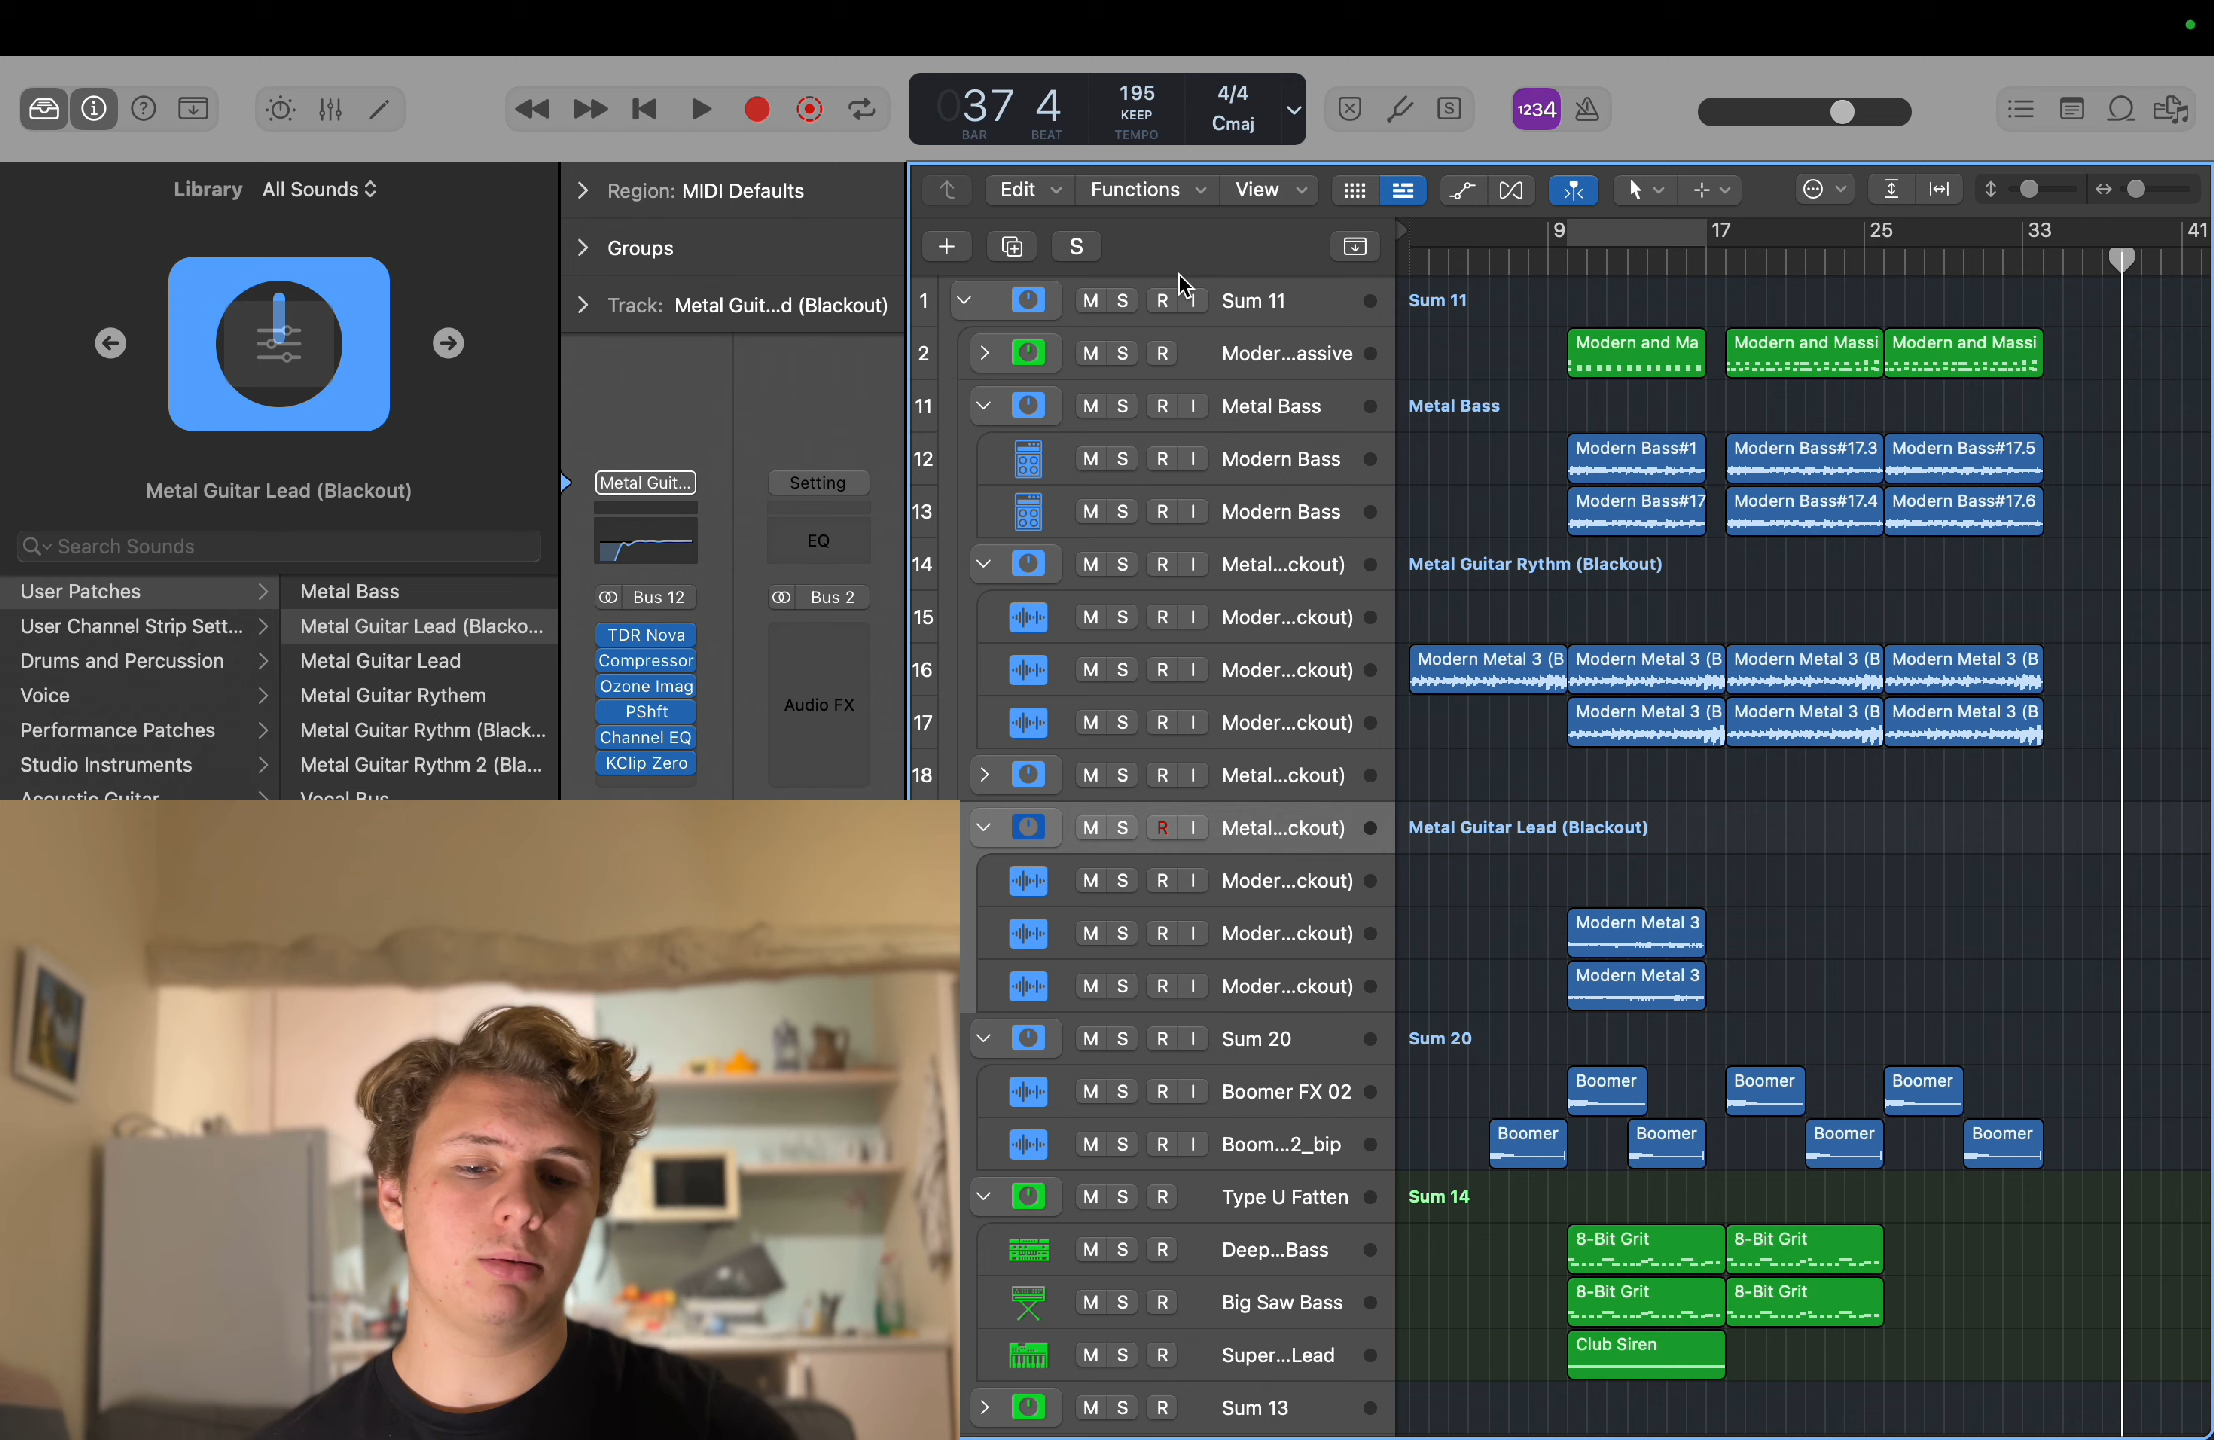 37 4
BAR BEAT
195
KEEP
TEMPO
4/4
Cmaj
S
1234
Library All Sounds
Metal Guitar Lead (Blackout)
Search Sounds
User Patches
User Channel Strip Sett...
Drums and Percussion
Voice
Performance Patches
Studio Instruments
Acoustic Guitar
Metal Bass
Metal Guitar Lead (Blacko...
Metal Guitar Lead
Metal Guitar Rythem
Metal Guitar Rythm (Black...
Metal Guitar Rythm 2 (Bla...
Vocal Bus
Region: MIDI Defaults
Groups
Track: Metal Guit...d (Blackout)
Metal Guit...
Bus 12
TDR Nova
Compressor
Ozone Imag
PShft
Channel EQ
KClip Zero
Setting
EQ
Bus 2
Audio FX
Edit Functions View
S
9 17 25 33 41
1 M S R I Sum 11
2 M S R Moder...assive
11 M S R I Metal Bass
12 M S R I Modern Bass
13 M S R I Modern Bass
14 M S R I Metal...ckout)
15 M S R I Moder...ckout)
16 M S R I Moder...ckout)
17 M S R I Moder...ckout)
18 M S R I Metal...ckout)
M S R I Metal...ckout)
M S R I Moder...ckout)
M S R I Moder...ckout)
M S R I Moder...ckout)
M S R I Sum 20
M S R I Boomer FX 02
M S R I Boom...2_bip
M S R Type U Fatten
M S R Deep...Bass
M S R Big Saw Bass
M S R Super...Lead
M S R Sum 13
Sum 11
Modern and Ma Modern and Massi Modern and Massi
Metal Bass
Modern Bass#1 Modern Bass#17.3 Modern Bass#17.5
Modern Bass#17 Modern Bass#17.4 Modern Bass#17.6
Metal Guitar Rythm (Blackout)
Modern Metal 3 (B Modern Metal 3 (B Modern Metal 3 (B Modern Metal 3 (B
Modern Metal 3 (B Modern Metal 3 (B Modern Metal 3 (B
Metal Guitar Lead (Blackout)
Modern Metal 3
Modern Metal 3
Sum 20
Boomer Boomer Boomer
Boomer Boomer Boomer Boomer
Sum 14
8-Bit Grit 8-Bit Grit
8-Bit Grit 8-Bit Grit
Club Siren